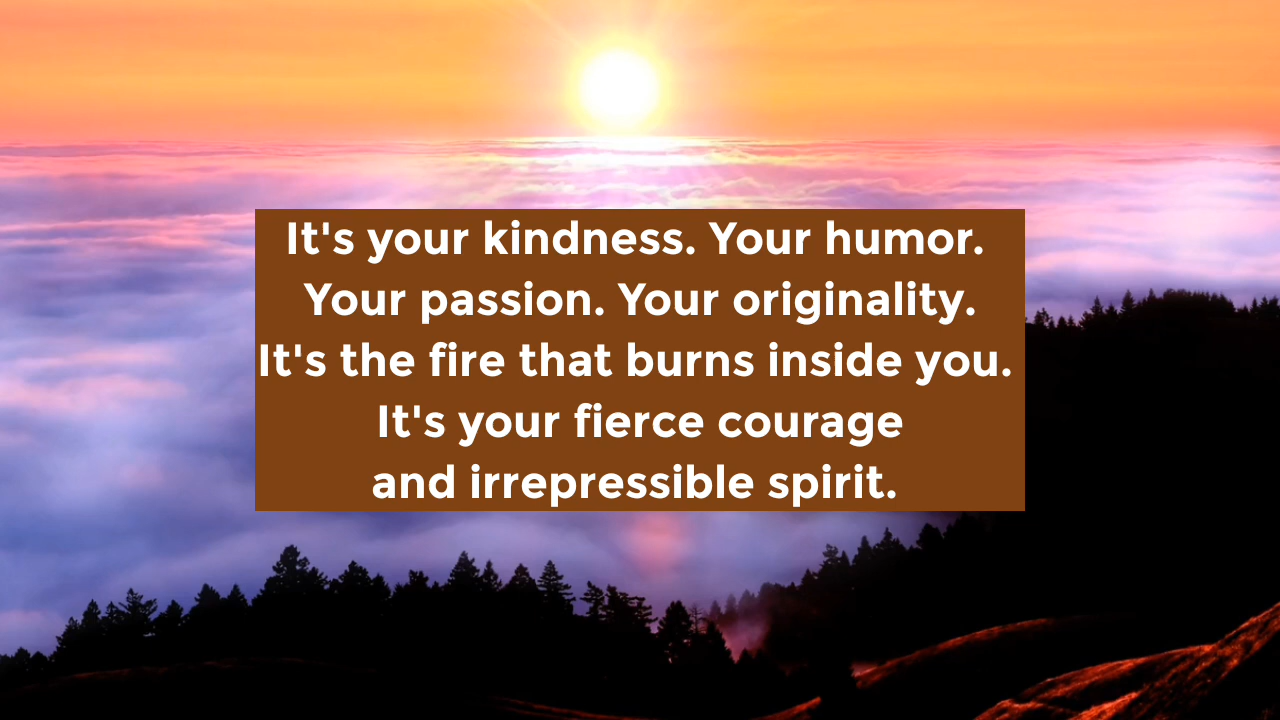 It's your kindness. Your humor.
Your passion. Your originality.
It's the fire that burns inside you.
It's your fierce courage
and irrepressible spirit.